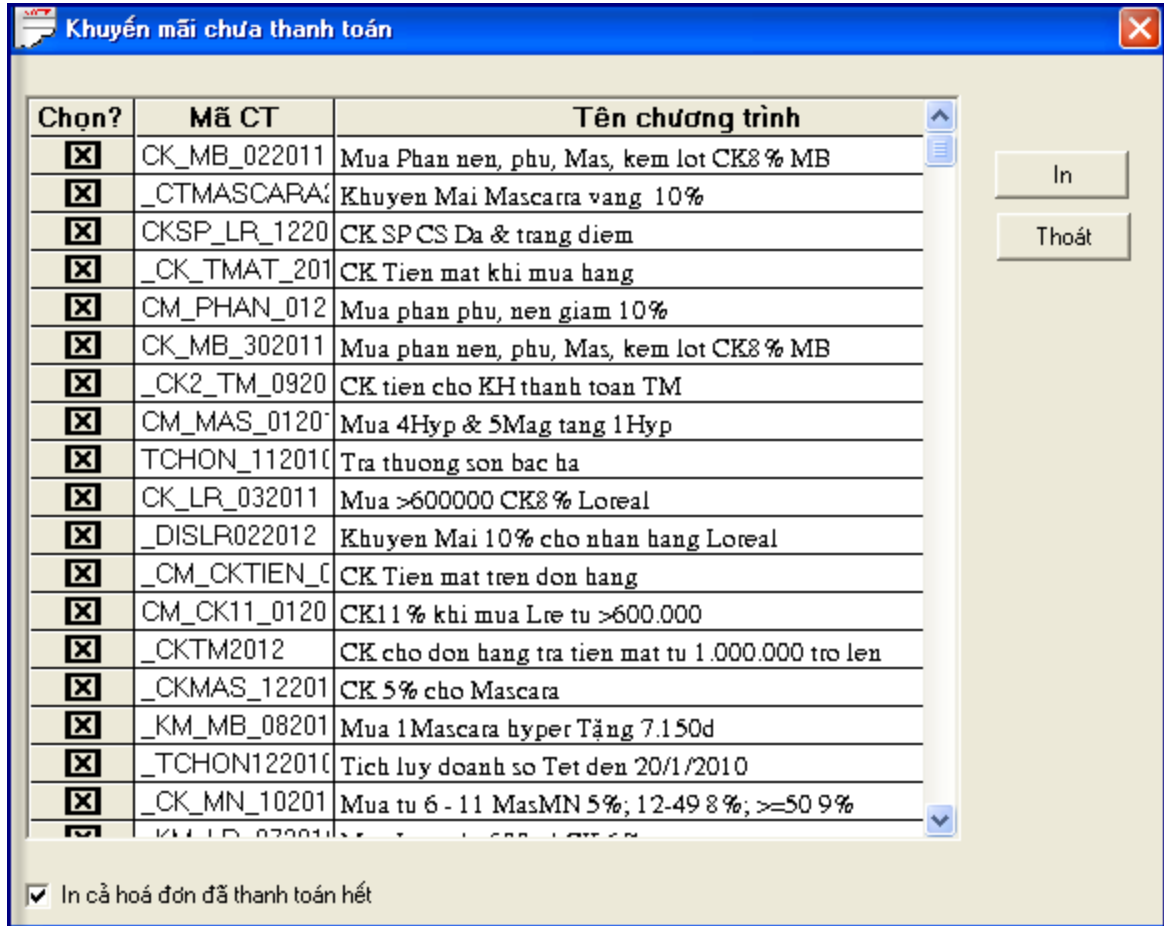 Khuyến mãi chưa thanh toán
Chọn? Mã CT Tên chương trình
CK_MB_022011 Mua Phan nen, phu, Mas, kem lot CK8% MB
_CTMASCARA Khuyen Mai Mascarra vang 10%
CKSP_LR_1220 CK SP CS Da & trang diem
_CK_TMAT_201 CK Tien mat khi mua hang
CM_PHAN_012 Mua phan phu, nen giam 10%
CK_MB_302011 Mua phan nen, phu, Mas, kem lot CK8% MB
_CK2_TM_0920 CK tien cho KH thanh toan TM
CM_MAS_0120 Mua 4Hyp & 5Mag tang 1Hyp
TCHON_112010 Tra thuong son bac ha
CK_LR_032011 Mua >600000 CK8% Loreal
_DISLR022012 Khuyen Mai 10% cho nhan hang Loreal
_CM_CKTIEN_0 CK Tien mat tren don hang
CM_CK11_0120 CK11% khi mua Lre tu >600.000
_CKTM2012 CK cho don hang tra tien mat tu 1.000.000 tro len
_CKMAS_12201 CK 5% cho Mascara
_KM_MB_08201 Mua 1Mascara hyper Tặng 7.150d
_TCHON122010 Tich luy doanh so Tet den 20/1/2010
_CK_MN_10201 Mua tu 6 - 11 MasMN 5%; 12-49 8%; >=50 9%
In
Thoát
In cả hoá đơn đã thanh toán hết